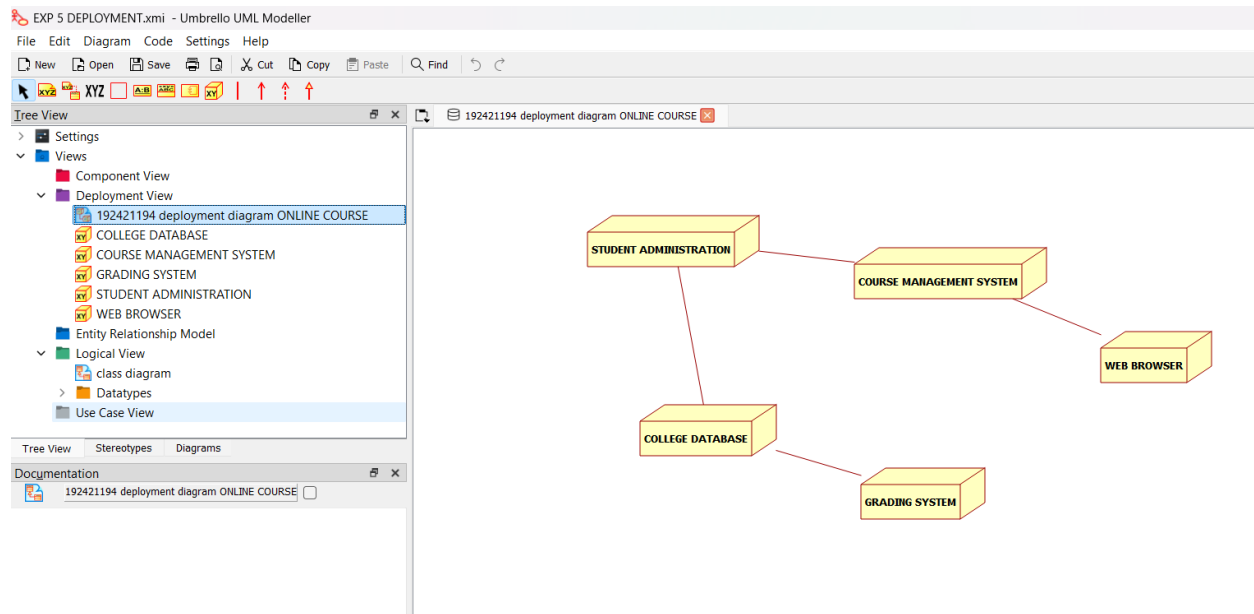 EXP 5 DEPLOYMENT.xmi - Umbrello UML Modeller
File Edit Diagram Code Settings Help
New Open Save Cut Copy Paste Find
XYZ XYZ A:B XY
Tree View
192421194 deployment diagram ONLINE COURSE
Settings
Views
Component View
Deployment View
192421194 deployment diagram ONLINE COURSE
COLLEGE DATABASE
COURSE MANAGEMENT SYSTEM
GRADING SYSTEM
STUDENT ADMINISTRATION
WEB BROWSER
Entity Relationship Model
Logical View
class diagram
Datatypes
Use Case View
Tree View Stereotypes Diagrams
Documentation
192421194 deployment diagram ONLINE COURSE
STUDENT ADMINISTRATION
COURSE MANAGEMENT SYSTEM
WEB BROWSER
COLLEGE DATABASE
GRADING SYSTEM